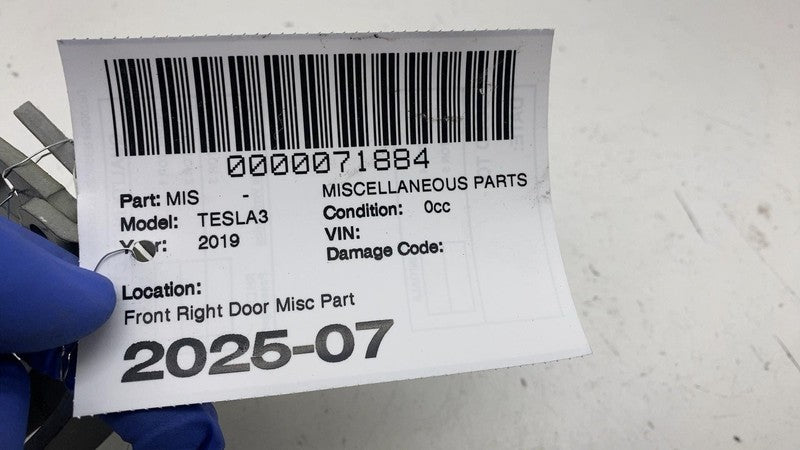 0000071884
Part: MIS - MISCELLANEOUS PARTS
Model: TESLA3 Condition: 0cc
Year: 2019 VIN:
Damage Code:
Location:
Front Right Door Misc Part
2025-07